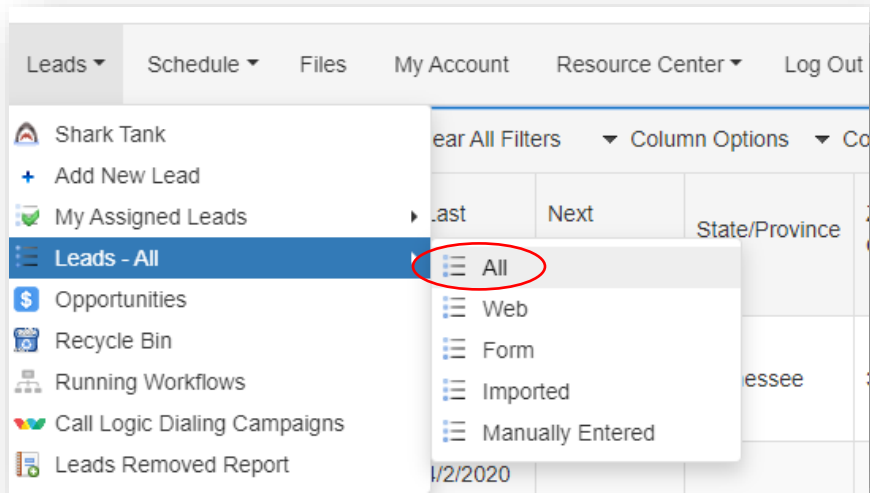 Leads Schedule Files My Account Resource Center Log Out
Shark Tank
ear All Filters Column Options Co
Add New Lead
My Assigned Leads
Last Next State/Province
Leads - All
All
Opportunities
Web
Recycle Bin
Form
Running Workflows
essee
Imported
Call Logic Dialing Campaigns
Manually Entered
Leads Removed Report
4/2/2020